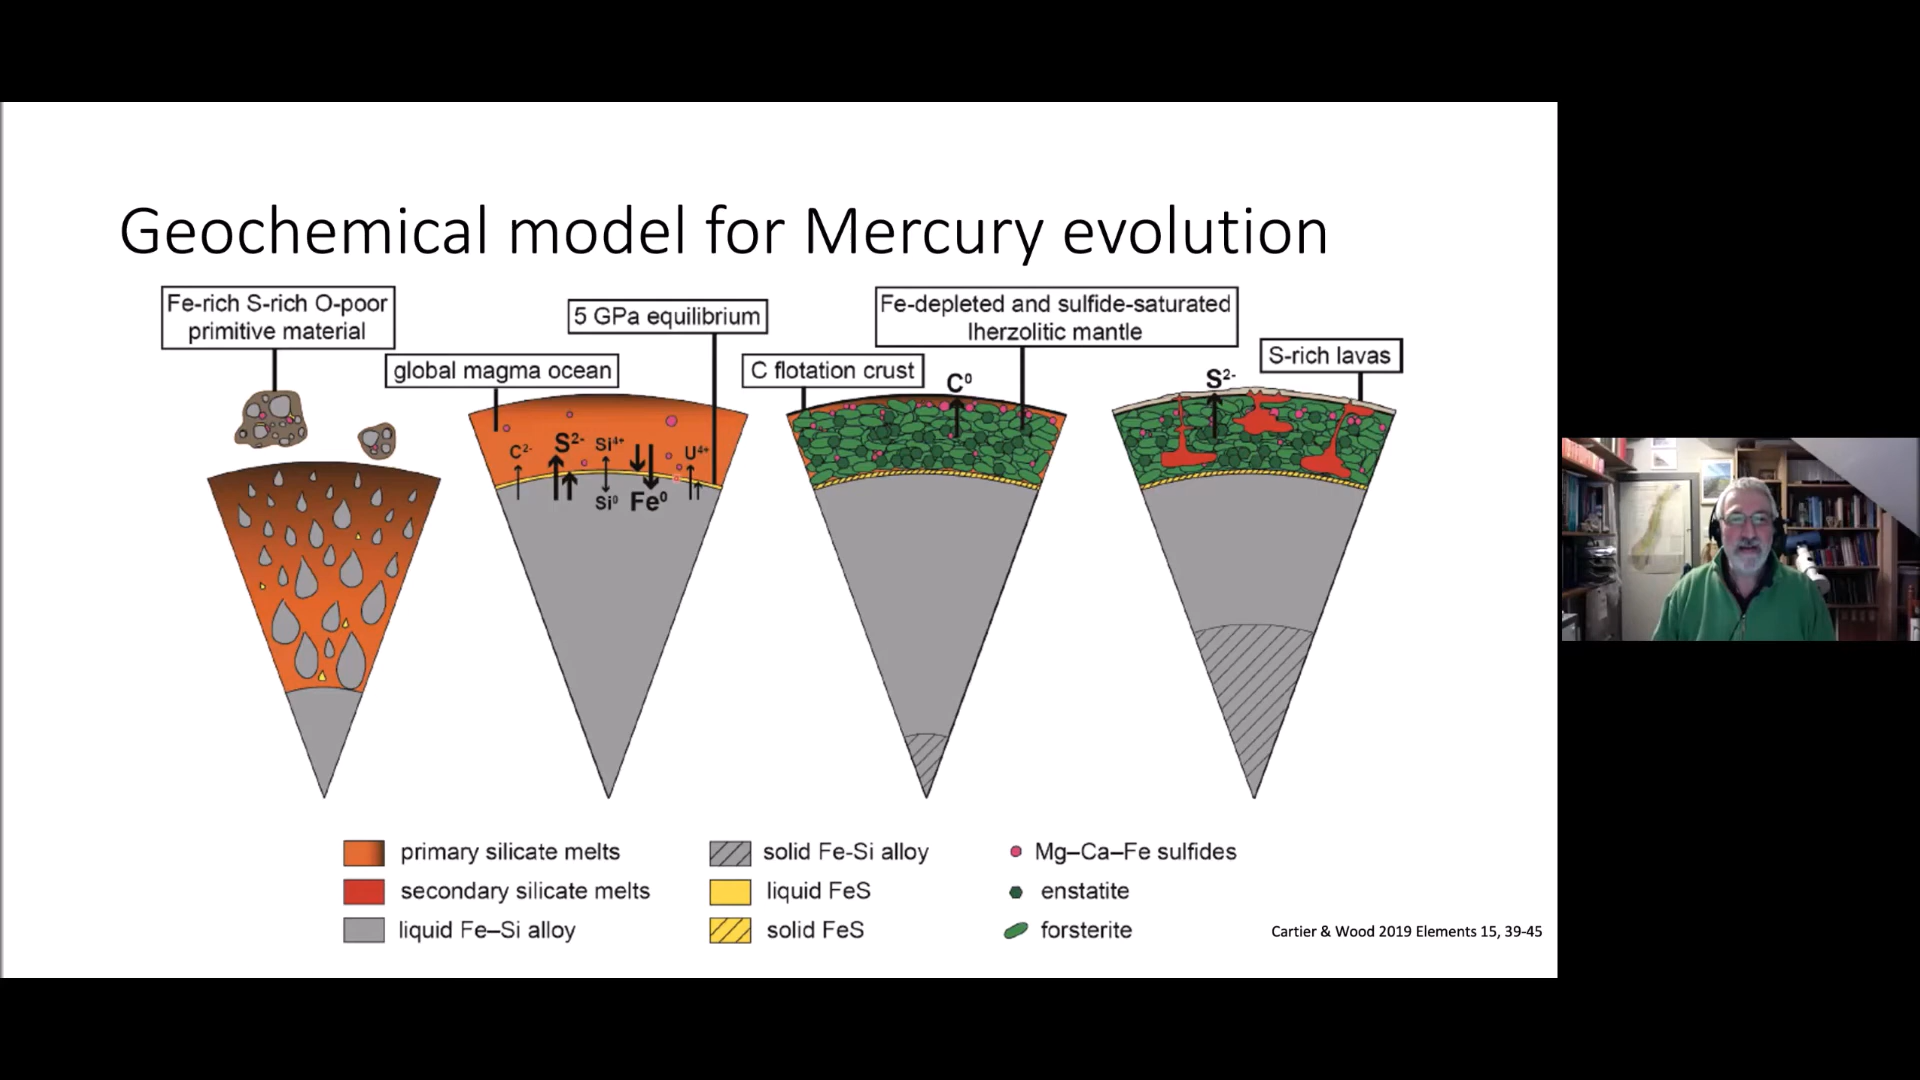 Geochemical model for Mercury evolution
Fe-rich S-rich O-poor
primitive material
global magma ocean
5 GPa equilibrium
C flotation crust
Fe-depleted and sulfide-saturated
lherzolitic mantle
S-rich lavas
C²⁻
S²⁻
Si⁴⁺
U⁴⁺
Si⁰
Fe⁰
C⁰
S²⁻
primary silicate melts
secondary silicate melts
liquid Fe–Si alloy
solid Fe-Si alloy
liquid FeS
solid FeS
Mg–Ca–Fe sulfides
enstatite
forsterite
Cartier & Wood 2019 Elements 15, 39-45